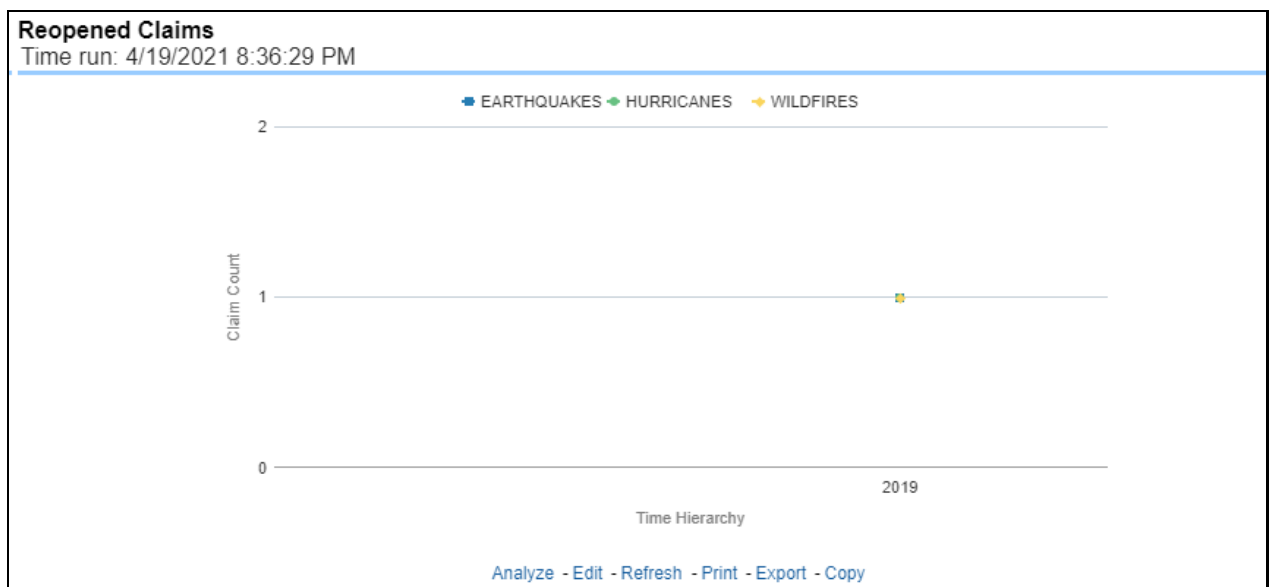 Reopened Claims
Time run: 4/19/2021 8:36:29 PM
EARTHQUAKES HURRICANES WILDFIRES
2
Claim Count
1
0
2019
Time Hierarchy
Analyze - Edit - Refresh - Print - Export - Copy